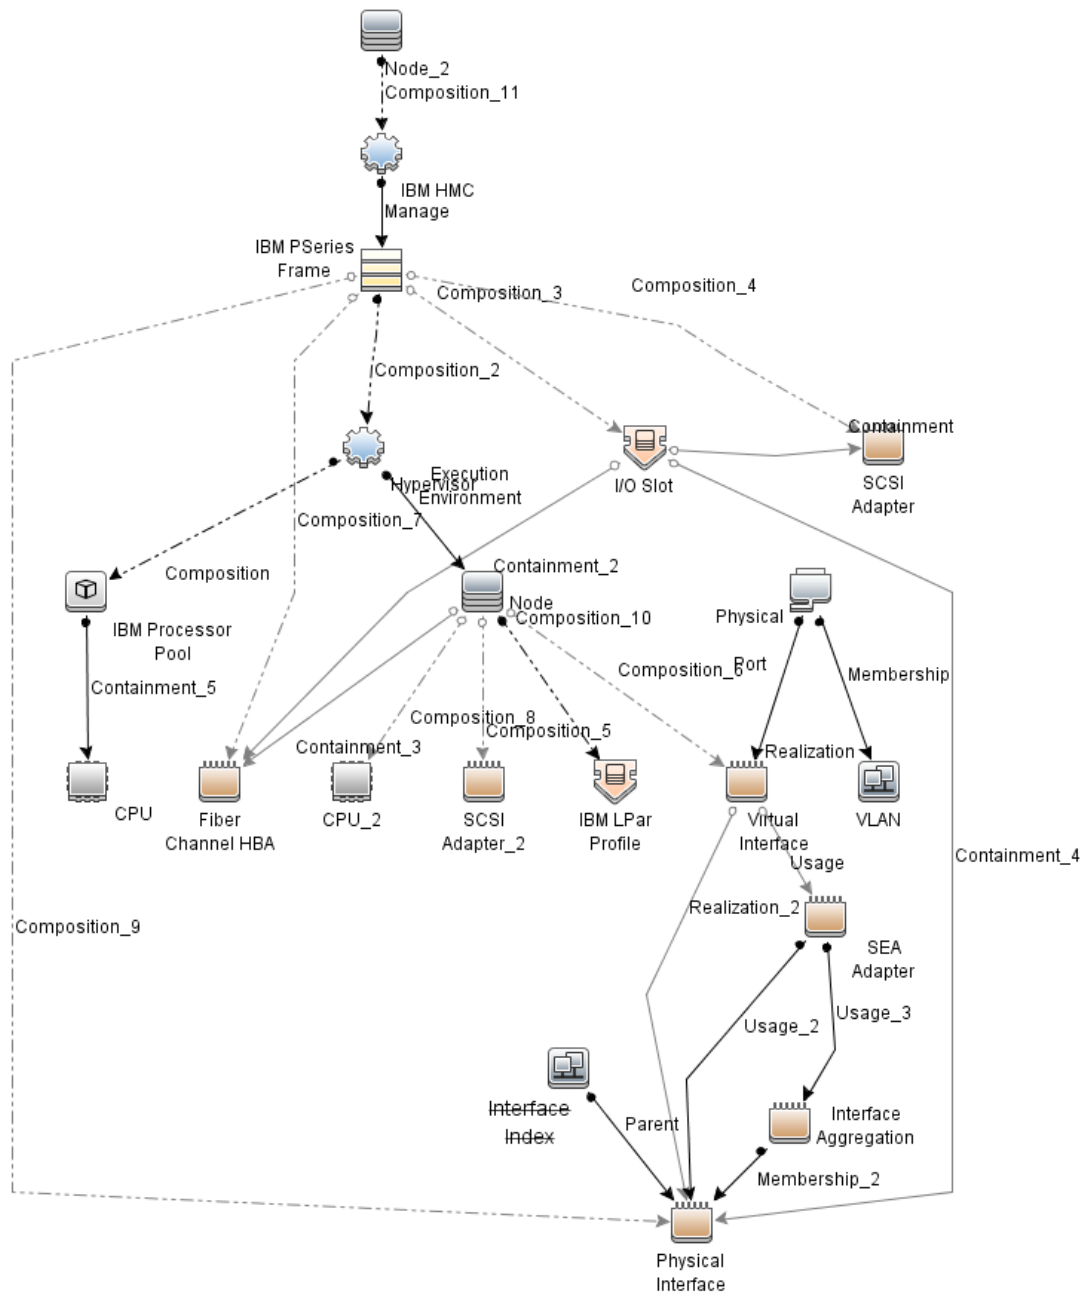 Node_2
Composition_11
IBM HMC
Manage
IBM PSeries
Frame
Composition_3
Composition_4
Composition_2
Containment
Execution
Hypervisor
Environment
I/O Slot
SCSI
Adapter
Composition_7
Composition
Containment_2
Node
Composition_10
Physical
Port
IBM Processor
Pool
Composition_6
Membership
Containment_5
Composition_8
Composition_5
Containment_3
Realization
CPU
Fiber
Channel HBA
CPU_2
SCSI
Adapter_2
IBM LPar
Profile
Virtual
Interface
VLAN
Usage
Containment_4
Realization_2
Composition_9
SEA
Adapter
Usage_3
Usage_2
Interface
Index
Parent
Interface
Aggregation
Membership_2
Physical
Interface